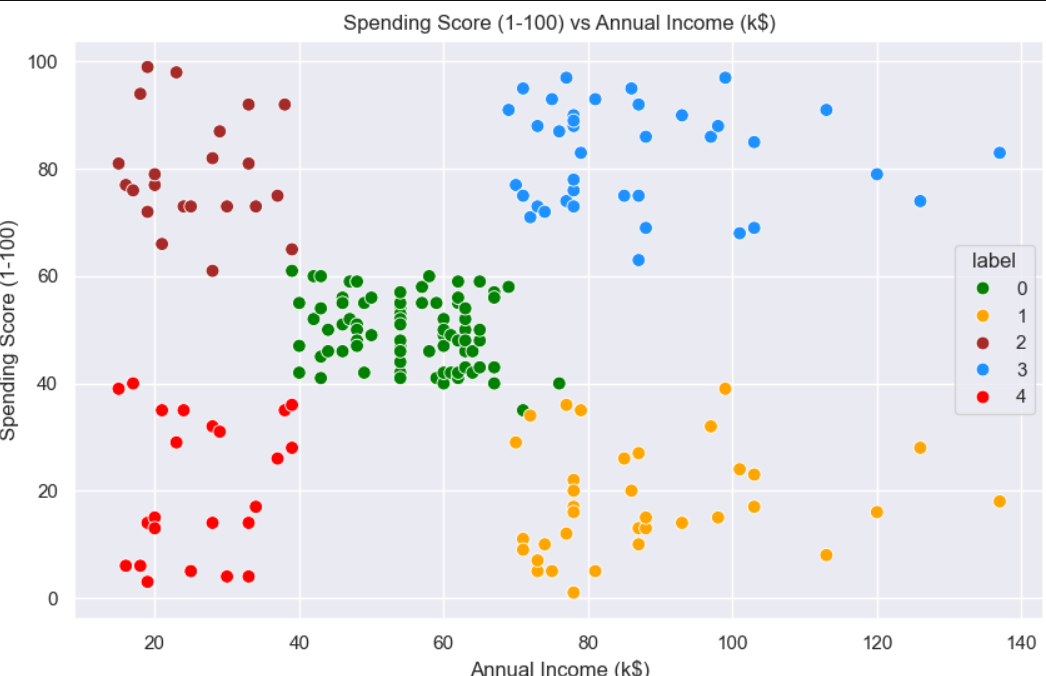 Spending Score (1-100) vs Annual Income (k$)
100
80
60
40
20
0
Spending Score (1-100)
label
0
1
2
3
4
20 40 60 80 100 120 140
Annual Income (k$)